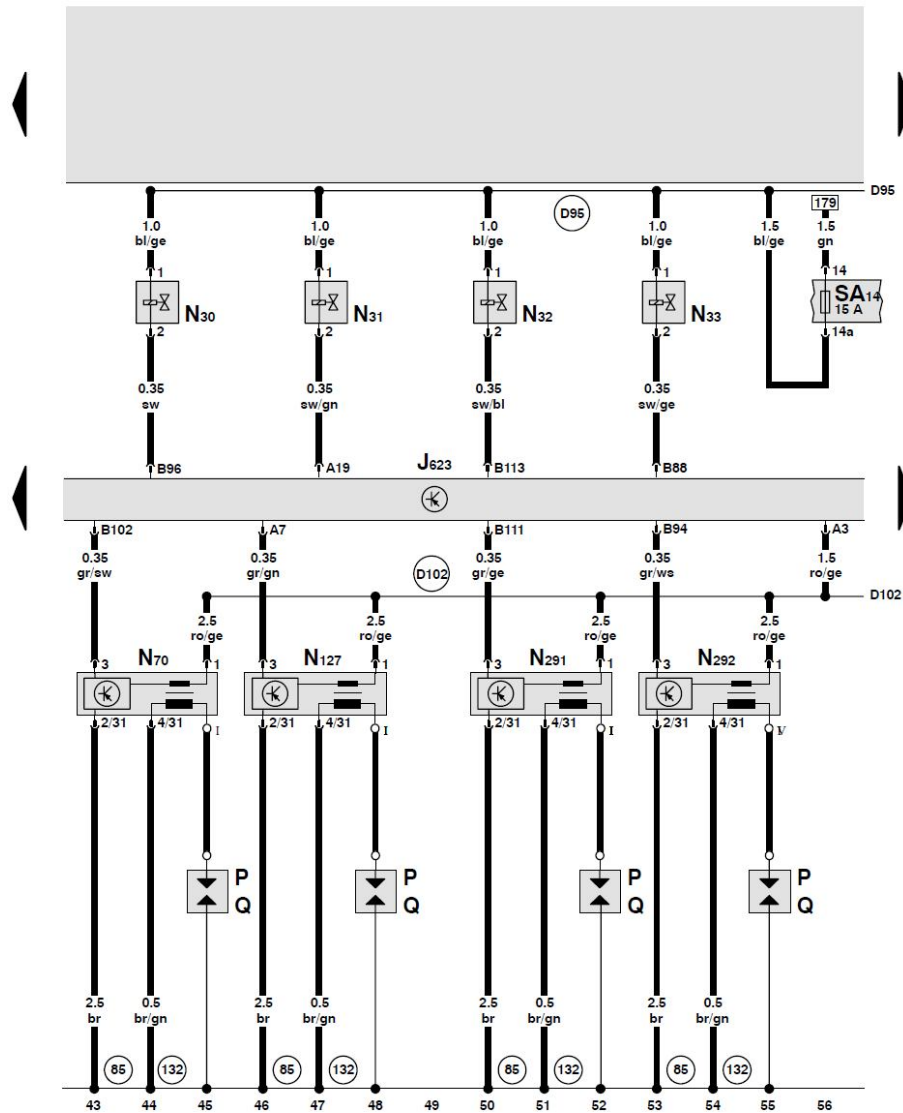 D95
179
D95
1.0 1.0 1.0 1.0 1.5 1.5
bl/ge bl/ge bl/ge bl/ge bl/ge gn
1 1 1 1 14
N30 N31 N32 N33 SA14
15 A
2 2 2 2 14a
0.35 0.35 0.35 0.35
sw sw/gn sw/bl sw/ge
B96 A19 J623 B113 B88
B102 A7 B111 B94 A3
0.35 0.35 0.35 0.35 1.5
gr/sw gr/gn D102 gr/ge gr/ws ro/ge
D102
2.5 2.5 2.5 2.5
ro/ge ro/ge ro/ge ro/ge
3 N70 1 3 N127 1 3 N291 1 3 N292 1
2/31 4/31 I 2/31 4/31 I 2/31 4/31 I 2/31 4/31
P P P P
Q Q Q Q
2.5 0.5 2.5 0.5 2.5 0.5 2.5 0.5
br br/gn br br/gn br br/gn br br/gn
85 132 85 132 85 132 85 132
43 44 45 46 47 48 49 50 51 52 53 54 55 56